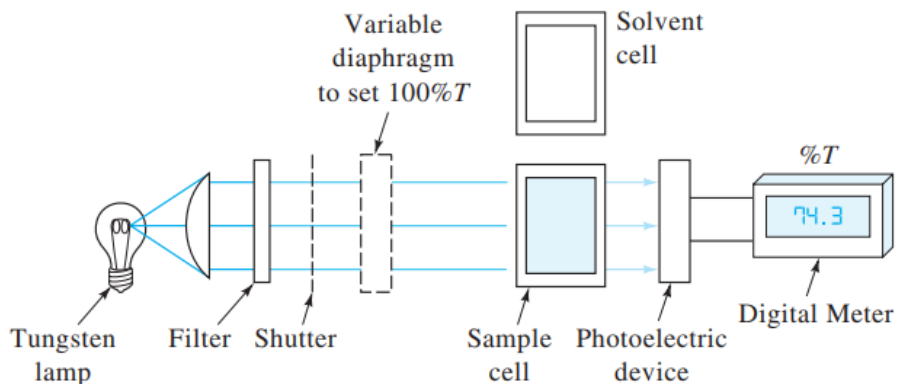 Variable
diaphragm
to set 100%T
Solvent
cell
%T
74.3
Tungsten
lamp
Filter
Shutter
Sample
cell
Photoelectric
device
Digital Meter